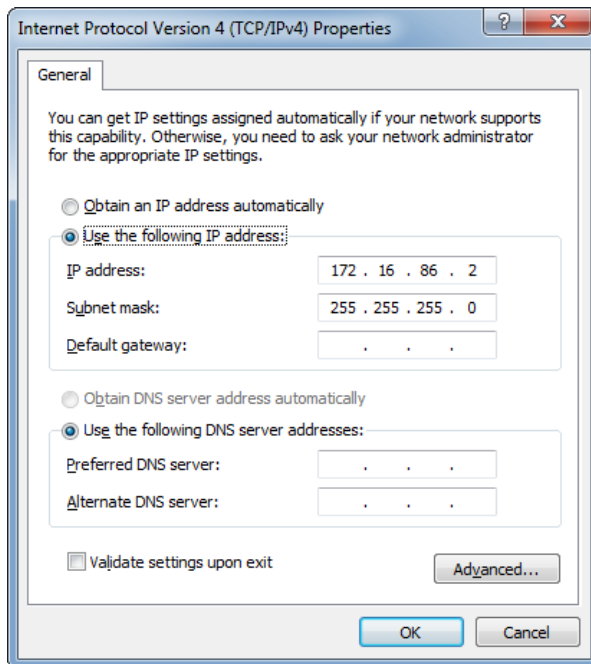 Internet Protocol Version 4 (TCP/IPv4) Properties
?
General
You can get IP settings assigned automatically if your network supports
this capability. Otherwise, you need to ask your network administrator
for the appropriate IP settings.
Obtain an IP address automatically
Use the following IP address:
IP address: 172 . 16 . 86 . 2
Subnet mask: 255 . 255 . 255 . 0
Default gateway: . . .
Obtain DNS server address automatically
Use the following DNS server addresses:
Preferred DNS server: . . .
Alternate DNS server: . . .
Validate settings upon exit
Advanced...
OK Cancel